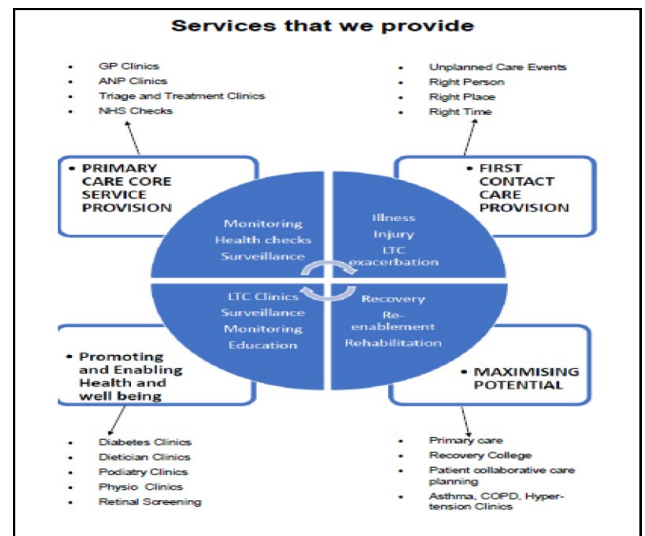 Services that we provide
• GP Clinics
• ANP Clinics
• Triage and Treatment Clinics
• NHS Checks
• Unplanned Care Events
• Right Person
• Right Place
• Right Time
• PRIMARY
CARE CORE
SERVICE
PROVISION
• FIRST
CONTACT
CARE
PROVISION
Monitoring
Health checks
Surveillance
Illness
Injury
LTC
exacerbation
LTC Clinics
Surveillance
Monitoring
Education
Recovery
Re-
enablement
Rehabilitation
• Promoting
and Enabling
Health and
well being
• MAXIMISING
POTENTIAL
• Diabetes Clinics
• Dietician Clinics
• Podiatry Clinics
• Physio Clinics
• Retinal Screening
• Primary care
• Recovery College
• Patient collaborative care
planning
• Asthma, COPD, Hyper-
tension Clinics